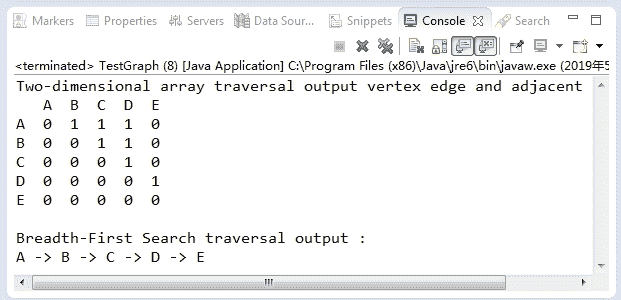 Markers Properties Servers Data Sour... Snippets Console Search
<terminated> TestGraph (8) [Java Application] C:\Program Files (x86)\Java\jre6\bin\javaw.exe (2019年5
Two-dimensional array traversal output vertex edge and adjacent
A B C D E
A 0 1 1 1 0
B 0 0 1 1 0
C 0 0 0 1 0
D 0 0 0 0 1
E 0 0 0 0 0
Breadth-First Search traversal output :
A -> B -> C -> D -> E